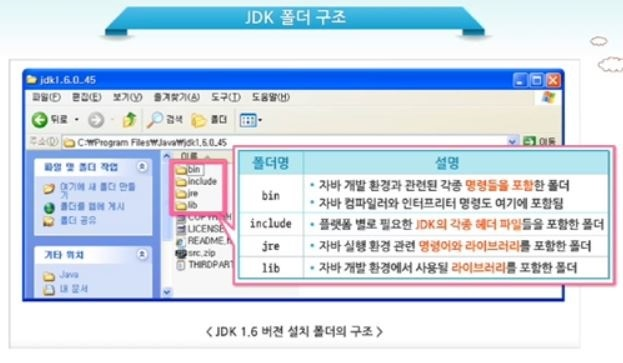 JDK 폴더 구조
jdk1.6.0_45
파일(F) 편집(E) 보기(V) 즐겨찾기(A) 도구(T) 도움말(H)
뒤로 검색 폴더
주소(D) C:₩Program Files₩Java₩jdk1.6.0_45 이동
파일 및 폴더 작업
여기에 새 폴더 만들기
폴더를 웹에 게시
폴더 공유
기타 위치
Java
내 문서
이름
bin
include
jre
lib
COPYRIGH
LICENSE
README.h
src.zip
THIRDPART
폴더명 설명
bin
• 자바 개발 환경과 관련된 각종 명령들을 포함한 폴더
• 자바 컴파일러와 인터프리터 명령도 여기에 포함됨
include • 플랫폼 별로 필요한 JDK의 각종 헤더 파일들을 포함한 폴더
jre • 자바 실행 환경 관련 명령어와 라이브러리를 포함한 폴더
lib • 자바 개발 환경에서 사용될 라이브러리를 포함한 폴더
< JDK 1.6 버젼 설치 폴더의 구조 >